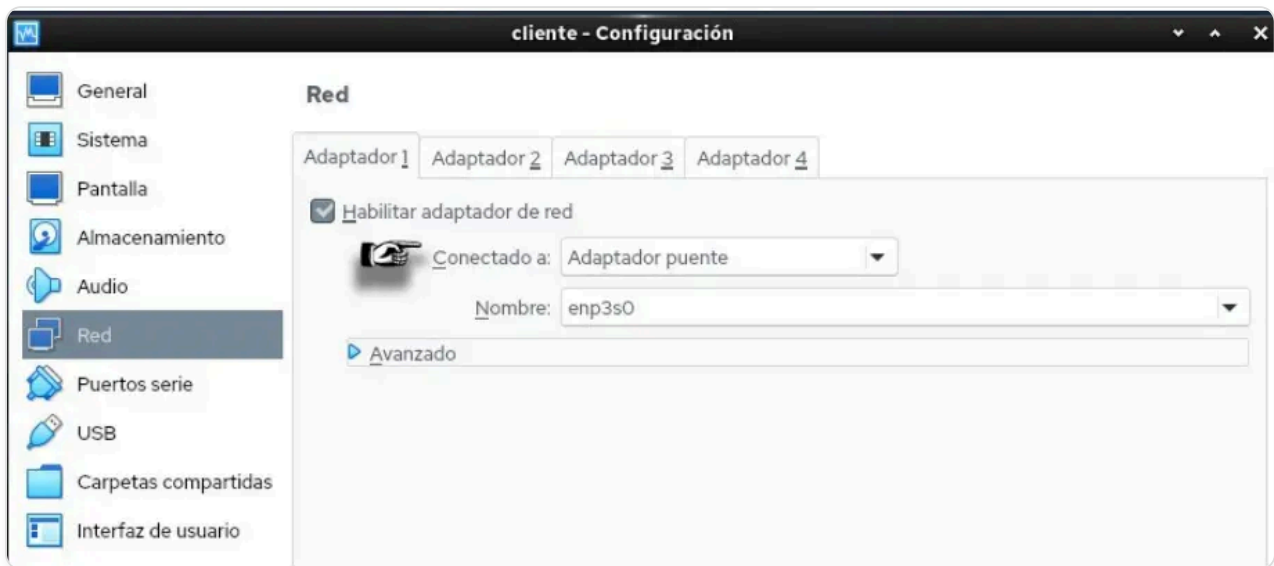 cliente - Configuración
General
Sistema
Pantalla
Almacenamiento
Audio
Red
Puertos serie
USB
Carpetas compartidas
Interfaz de usuario
Red
Adaptador 1 Adaptador 2 Adaptador 3 Adaptador 4
Habilitar adaptador de red
Conectado a: Adaptador puente
Nombre: enp3s0
Avanzado